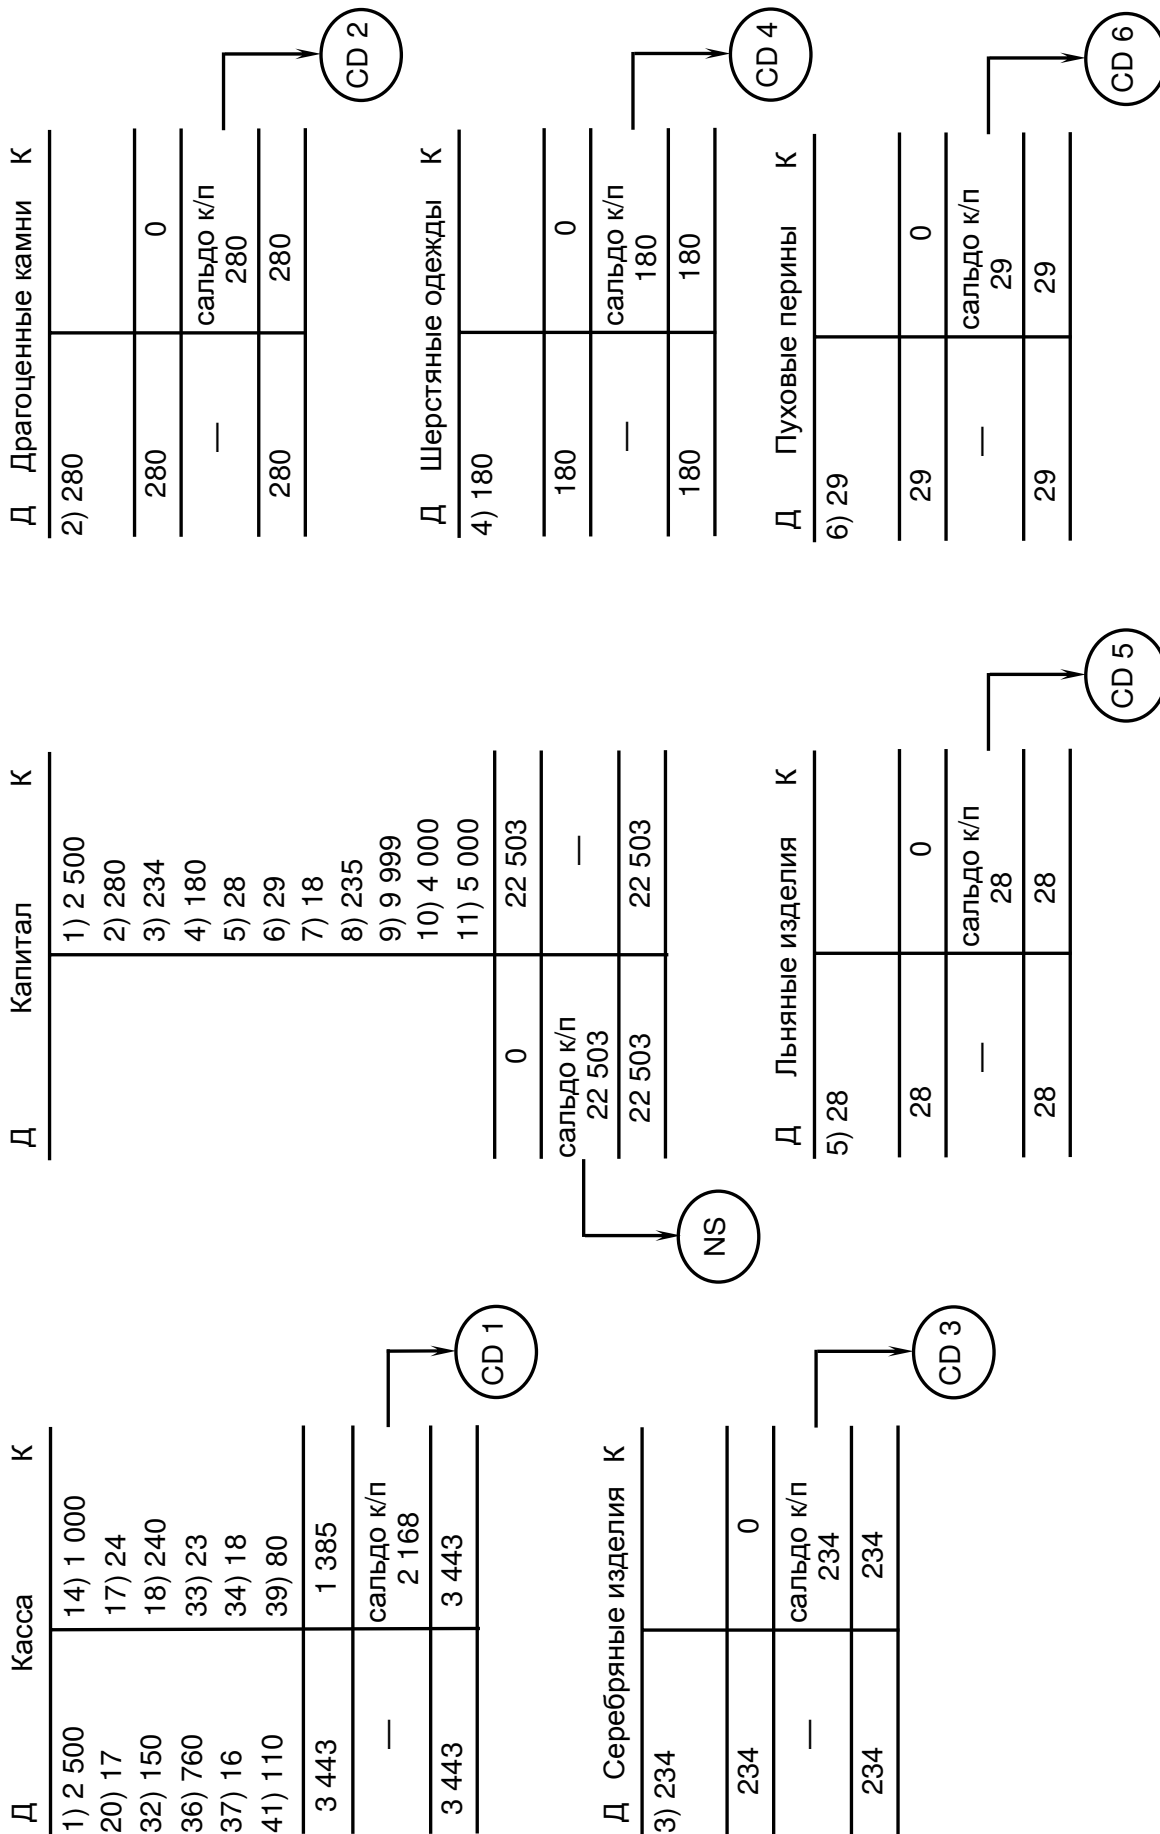 Д Касса К
1) 2 500 14) 1 000
20) 17 17) 24
32) 150 18) 240
36) 760 33) 23
37) 16 34) 18
41) 110 39) 80
3 443 1 385
— сальдо к/п
2 168
3 443 3 443
CD 1
Д Капитал К
1) 2 500
2) 280
3) 234
4) 180
5) 28
6) 29
7) 18
8) 235
9) 9 999
10) 4 000
11) 5 000
0 22 503
сальдо к/п —
22 503
22 503 22 503
NS
Д Драгоценные камни К
2) 280
280 0
— сальдо к/п
280
280 280
CD 2
Д Шерстяные одежды К
4) 180
180 0
— сальдо к/п
180
180 180
CD 4
Д Серебряные изделия К
3) 234
234 0
— сальдо к/п
234
234 234
CD 3
Д Льняные изделия К
5) 28
28 0
— сальдо к/п
28
28 28
CD 5
Д Пуховые перины К
6) 29
29 0
— сальдо к/п
29
29 29
CD 6